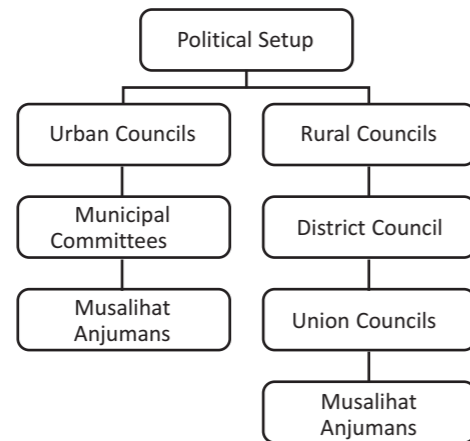 Political Setup
Urban Councils
Rural Councils
Municipal
Committees
District Council
Musalihat
Anjumans
Union Councils
Musalihat
Anjumans